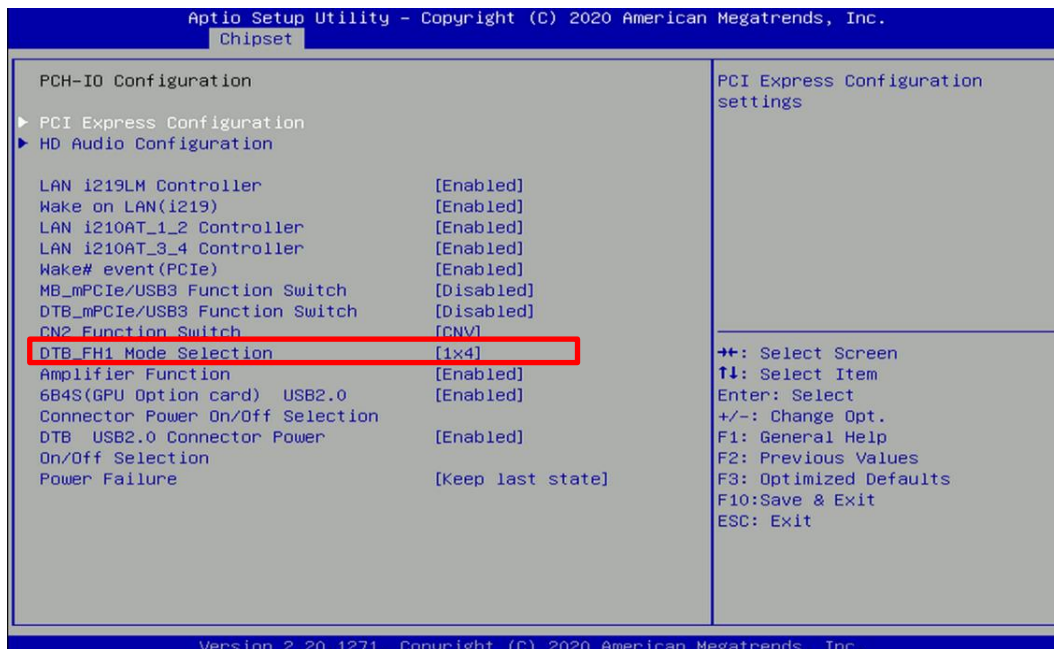 Aptio Setup Utility – Copyright (C) 2020 American Megatrends, Inc.
Chipset
PCH-IO Configuration
PCI Express Configuration
HD Audio Configuration
LAN i219LM Controller [Enabled]
Wake on LAN(i219) [Enabled]
LAN i210AT_1_2 Controller [Enabled]
LAN i210AT_3_4 Controller [Enabled]
Wake# event(PCIe) [Enabled]
MB_mPCIe/USB3 Function Switch [Disabled]
DTB_mPCIe/USB3 Function Switch [Disabled]
CN2 Function Switch [CNV]
DTB_FH1 Mode Selection [1x4]
Amplifier Function [Enabled]
6B4S(GPU Option card) USB2.0 [Enabled]
Connector Power On/Off Selection
DTB USB2.0 Connector Power [Enabled]
On/Off Selection
Power Failure [Keep last state]
PCI Express Configuration
settings
→←: Select Screen
↑↓: Select Item
Enter: Select
+/-: Change Opt.
F1: General Help
F2: Previous Values
F3: Optimized Defaults
F10:Save & Exit
ESC: Exit
Version 2.20.1271. Copyright (C) 2020 American Megatrends, Inc.